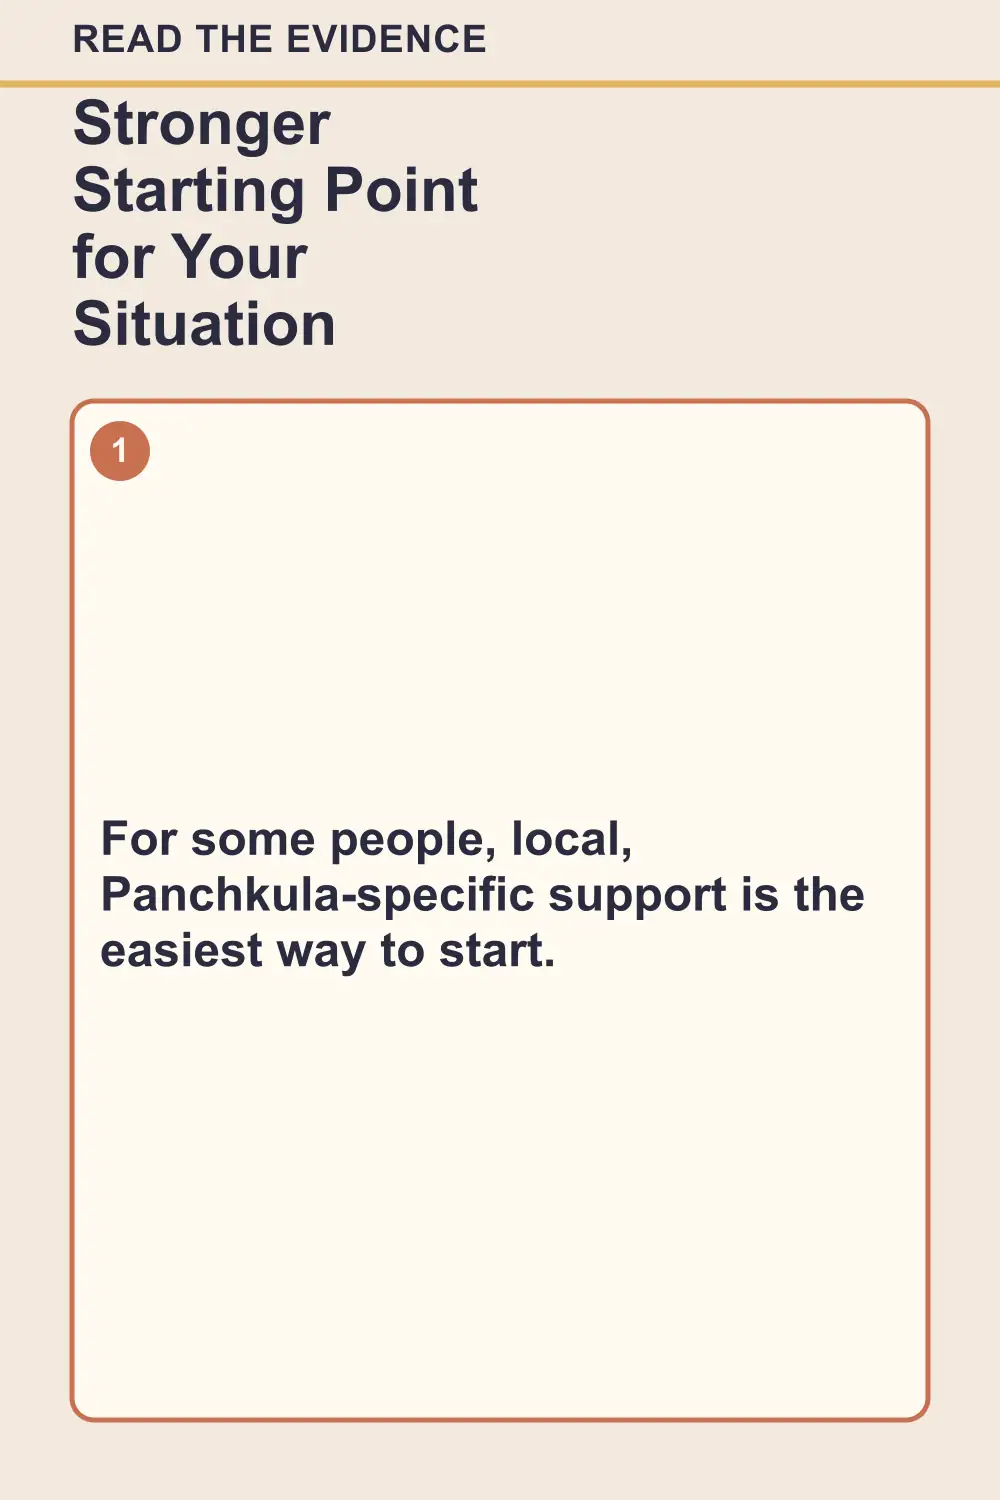 READ THE EVIDENCE
Stronger
Starting Point
for Your
Situation
1
For some people, local,
Panchkula-specific support is the
easiest way to start.